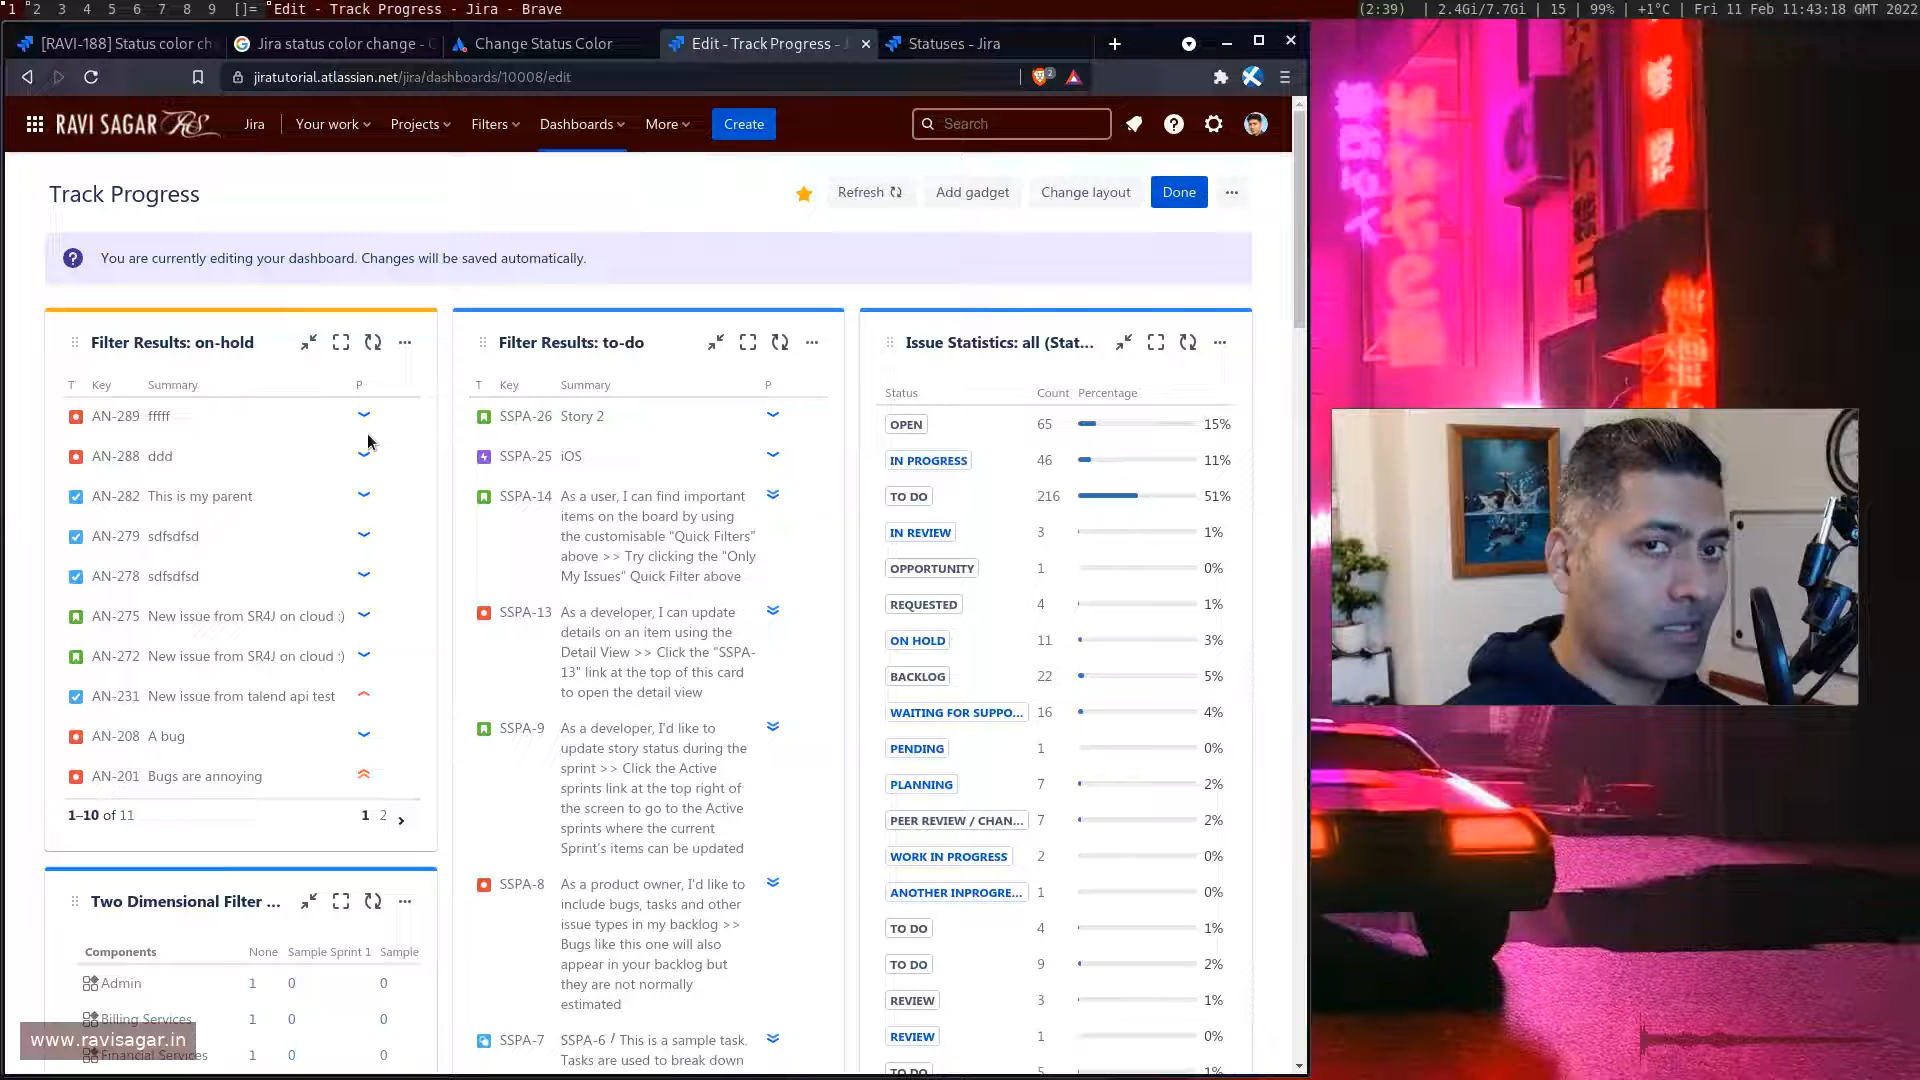 1 2 3 4 5 6 7 8 9 []= Edit - Track Progress - Jira - Brave
(2:39) | 2.4Gi/7.7Gi | 15 | 99% | +1°C | Fri 11 Feb 11:43:18 GMT 2022
[RAVI-188] Status color ch
Jira status color change -
Change Status Color
Edit - Track Progress -
Statuses - Jira
jiratutorial.atlassian.net/jira/dashboards/10008/edit
2
RAVI SAGAR RS
Jira
Your work
Projects
Filters
Dashboards
More
Create
Search
Track Progress
Refresh
Add gadget
Change layout
Done
You are currently editing your dashboard. Changes will be saved automatically.
Filter Results: on-hold
T Key Summary P
AN-289 fffff
AN-288 ddd
AN-282 This is my parent
AN-279 sdfsdfsd
AN-278 sdfsdfsd
AN-275 New issue from SR4J on cloud :)
AN-272 New issue from SR4J on cloud :)
AN-231 New issue from talend api test
AN-208 A bug
AN-201 Bugs are annoying
1–10 of 11
1 2
Two Dimensional Filter ...
Components None Sample Sprint 1 Sample
Admin 1 0 0
Billing Services 1 0 0
Financial Services 1 0 0
Filter Results: to-do
T Key Summary P
SSPA-26 Story 2
SSPA-25 iOS
SSPA-14 As a user, I can find important
items on the board by using
the customisable "Quick Filters"
above >> Try clicking the "Only
My Issues" Quick Filter above
SSPA-13 As a developer, I can update
details on an item using the
Detail View >> Click the "SSPA-
13" link at the top of this card
to open the detail view
SSPA-9 As a developer, I'd like to
update story status during the
sprint >> Click the Active
sprints link at the top right of
the screen to go to the Active
sprints where the current
Sprint's items can be updated
SSPA-8 As a product owner, I'd like to
include bugs, tasks and other
issue types in my backlog >>
Bugs like this one will also
appear in your backlog but
they are not normally
estimated
SSPA-7 SSPA-6 / This is a sample task.
Tasks are used to break down
Issue Statistics: all (Stat...
Status Count Percentage
OPEN 65 15%
IN PROGRESS 46 11%
TO DO 216 51%
IN REVIEW 3 1%
OPPORTUNITY 1 0%
REQUESTED 4 1%
ON HOLD 11 3%
BACKLOG 22 5%
WAITING FOR SUPPO... 16 4%
PENDING 1 0%
PLANNING 7 2%
PEER REVIEW / CHAN... 7 2%
WORK IN PROGRESS 2 0%
ANOTHER INPROGRE... 1 0%
TO DO 4 1%
TO DO 9 2%
REVIEW 3 1%
REVIEW 1 0%
TO DO 5 1%
www.ravisagar.in